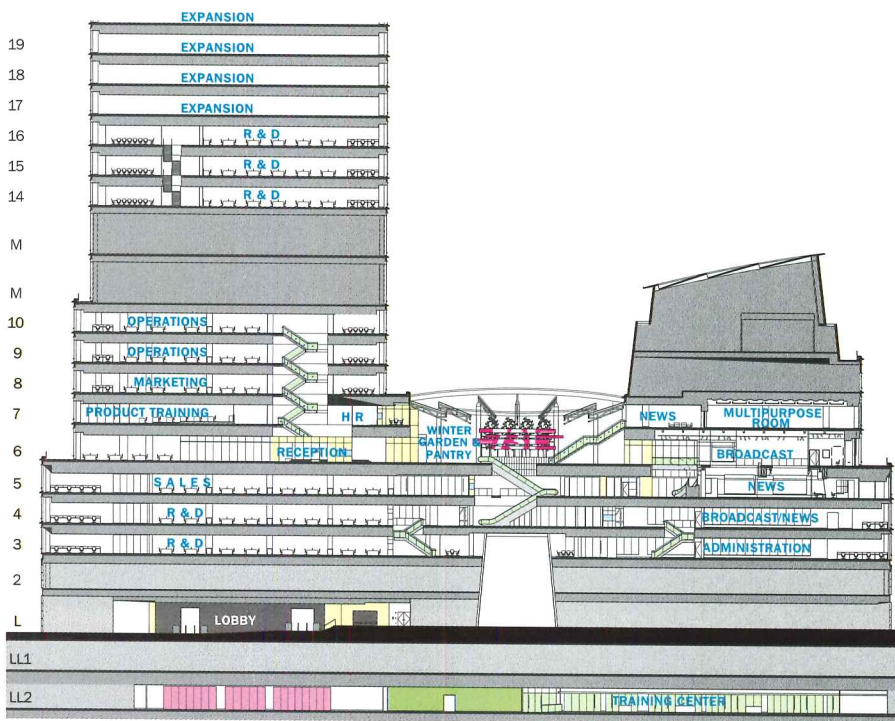 EXPANSION
19 EXPANSION
18 EXPANSION
17 EXPANSION
16 R & D
15 R & D
14 R & D
M
M
10 OPERATIONS
9 OPERATIONS
8 MARKETING
7 PRODUCT TRAINING HR NEWS MULTIPURPOSE
ROOM
WINTER
GARDEN &
PANTRY
6 RECEPTION BROADCAST
5 SALES NEWS
4 R & D BROADCAST/NEWS
3 R & D ADMINISTRATION
2
L LOBBY
LL1
LL2 TRAINING CENTER